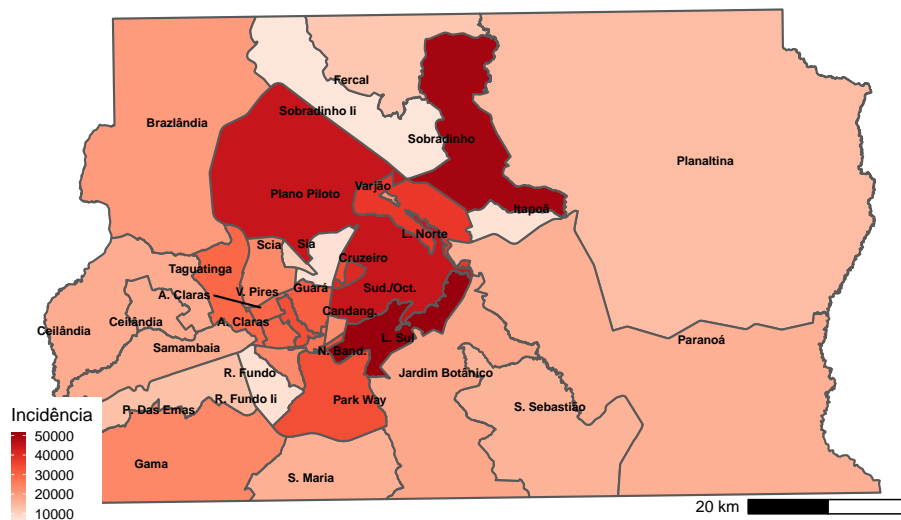 Fercal
Sobradinho Ii
Brazlândia
Sobradinho
Planaltina
Varjão
Plano Piloto
Itapoã
L. Norte
Scia
Sia
Cruzeiro
Taguatinga
V. Pires
Guará
Sud./Oct.
A. Claras
Candang.
Ceilândia
Ceilândia
A. Claras
L. Sul
Paranoá
Samambaia
N. Band.
R. Fundo
Jardim Botânico
R. Fundo Ii
Park Way
S. Sebastião
P. Das Emas
Incidência
50000
40000
30000
20000
10000
Gama
S. Maria
20 km